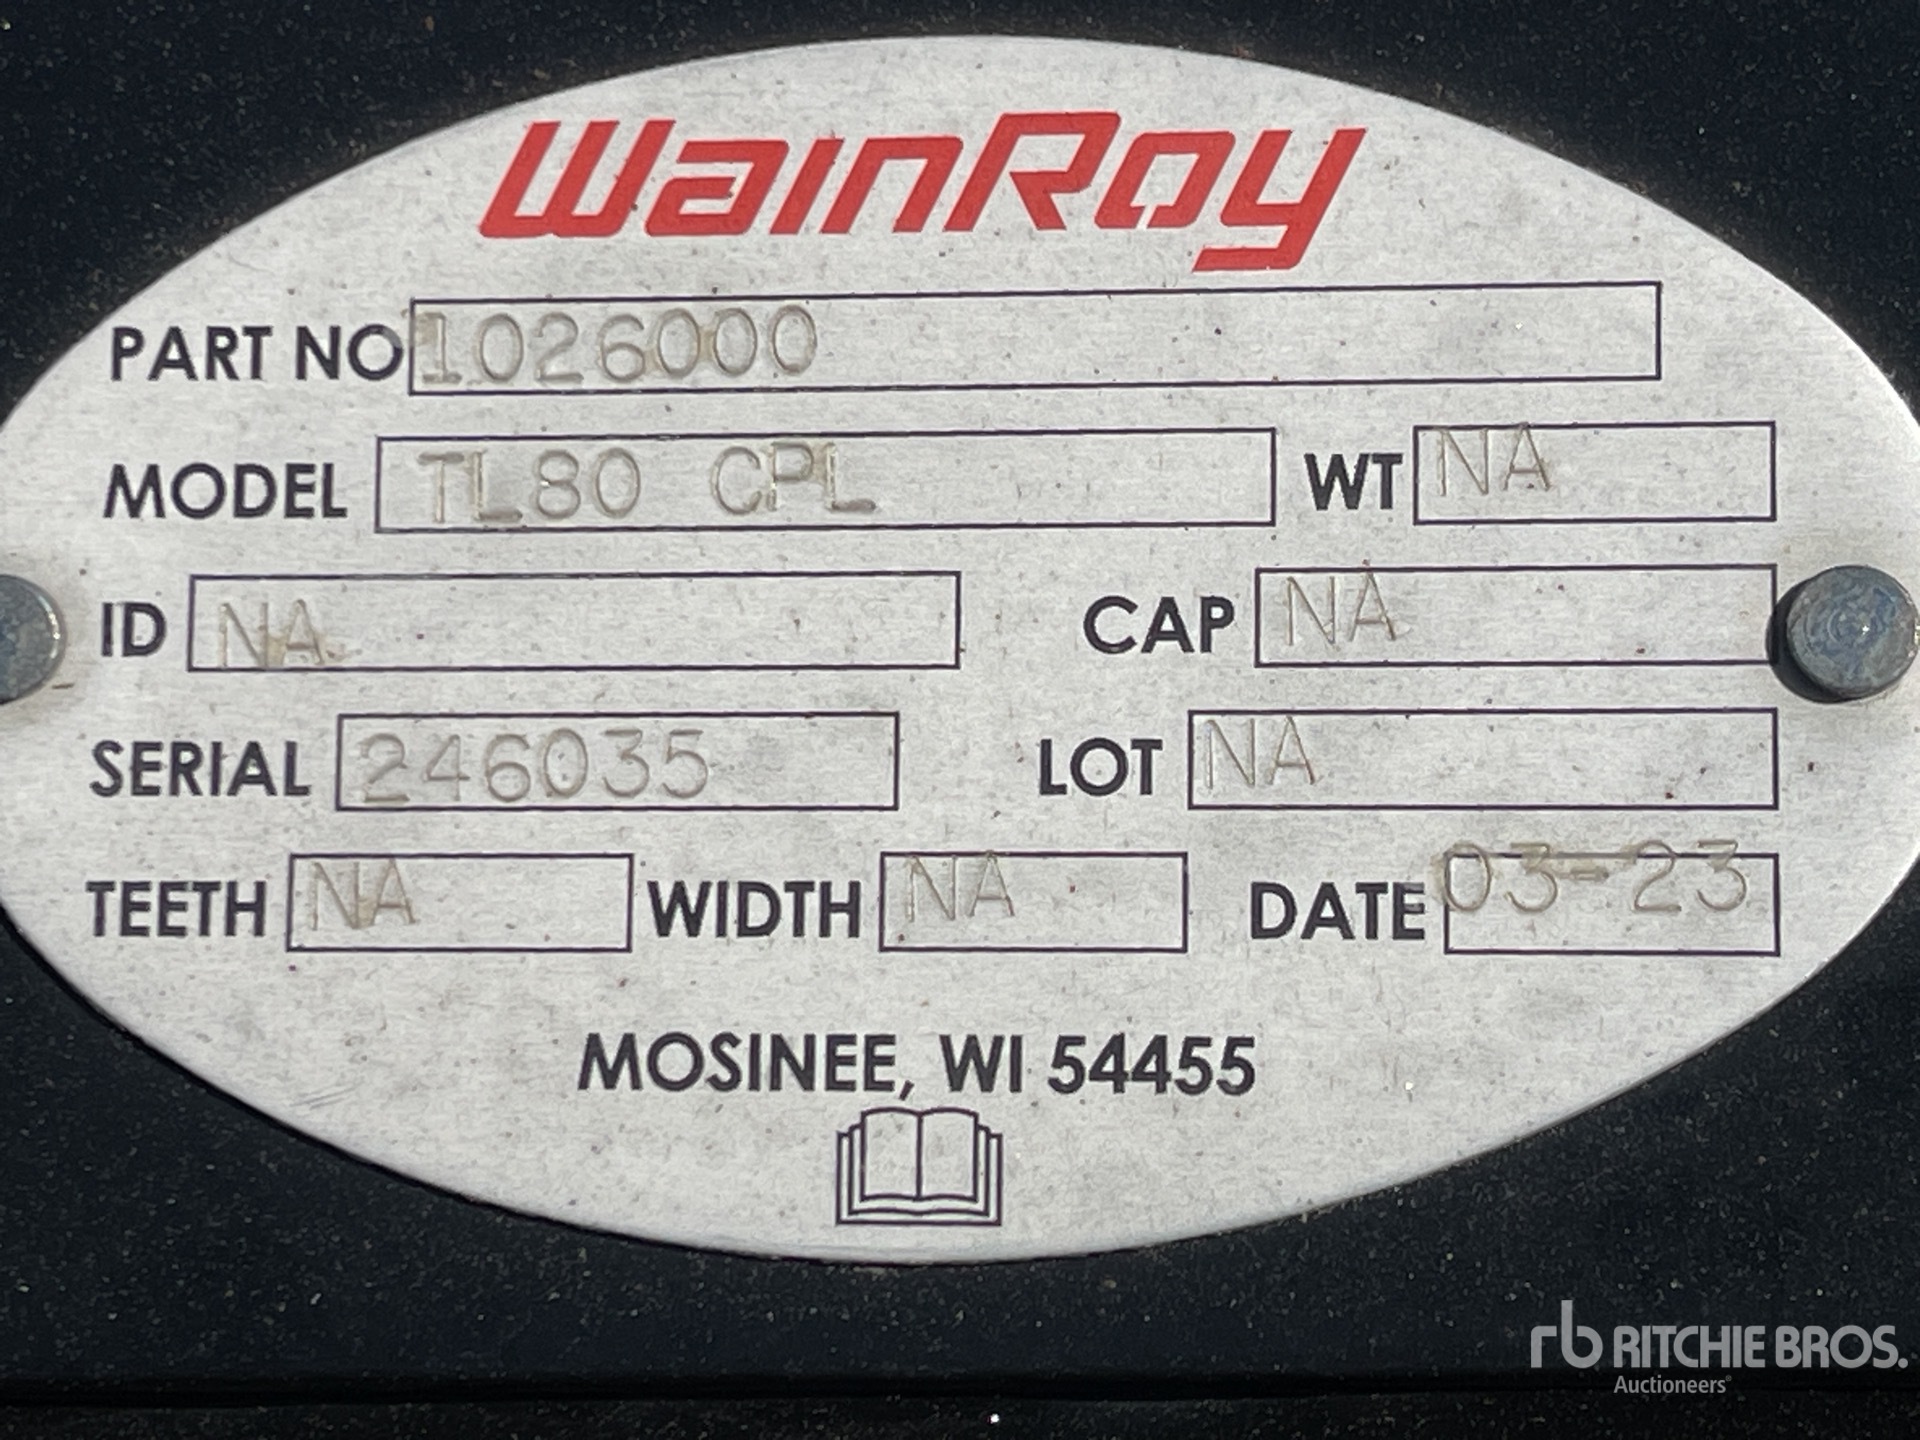 WainRoy
PART NO 1026000
MODEL TL80 CPL WT NA
ID NA CAP NA
SERIAL 246035 LOT NA
TEETH NA WIDTH NA DATE 03-23
MOSINEE, WI 54455
rb RITCHIE BROS.
Auctioneers